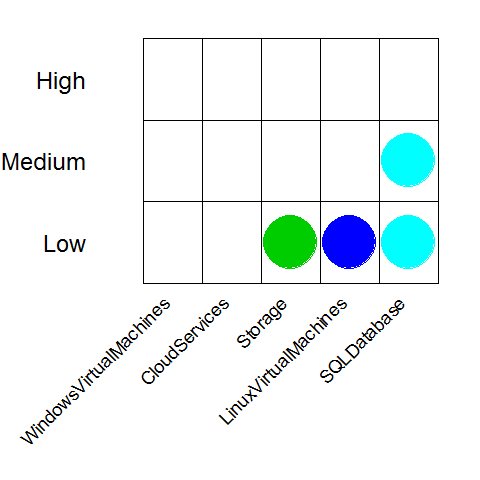 High
Medium
Low
WindowsVirtualMachines
CloudServices
Storage
LinuxVirtualMachines
SQLDatabase